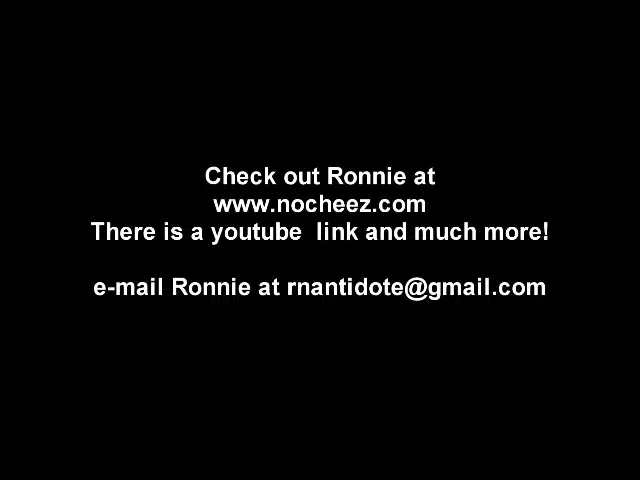 Check out Ronnie at
www.nocheez.com
There is a youtube  link and much more!
e-mail Ronnie at rnantidote@gmail.com